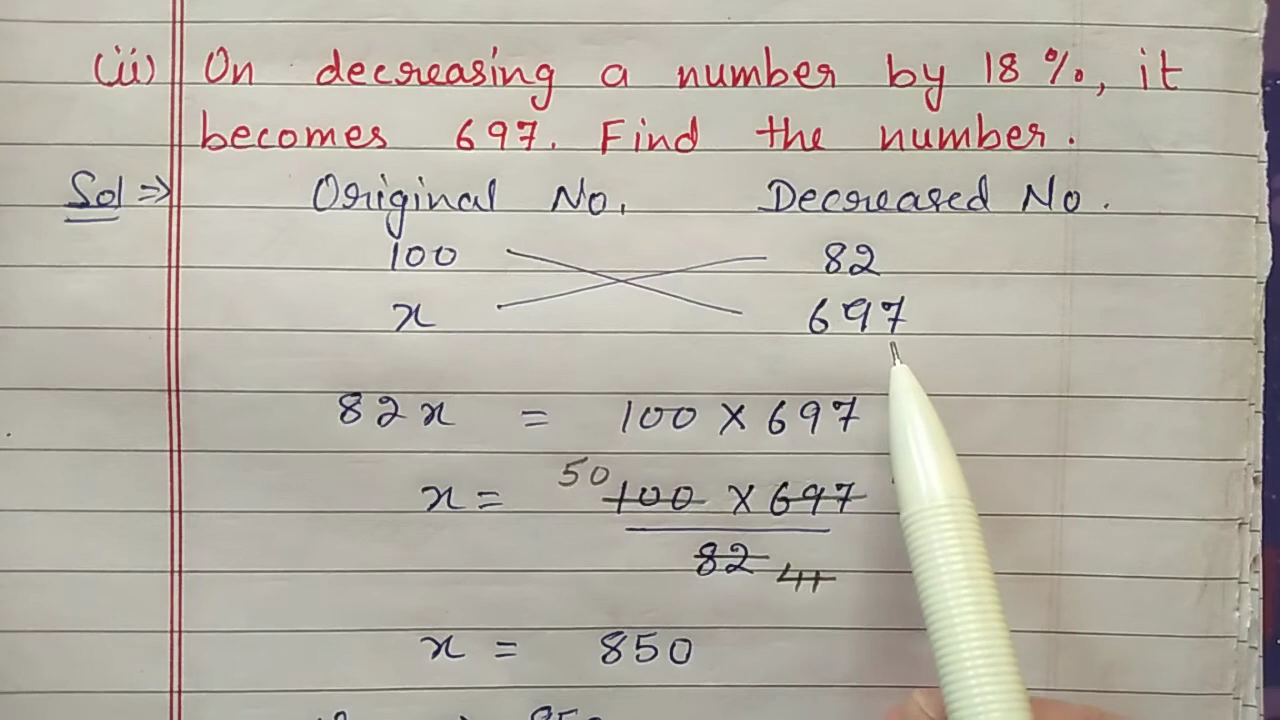 (ii) On decreasing a number by 18%, it
becomes 697. Find the number.
Sol ⇒ Original No. Decreased No.
100 82
x 697
82x = 100 × 697
50
x = 100 × 697
82 41
x = 850